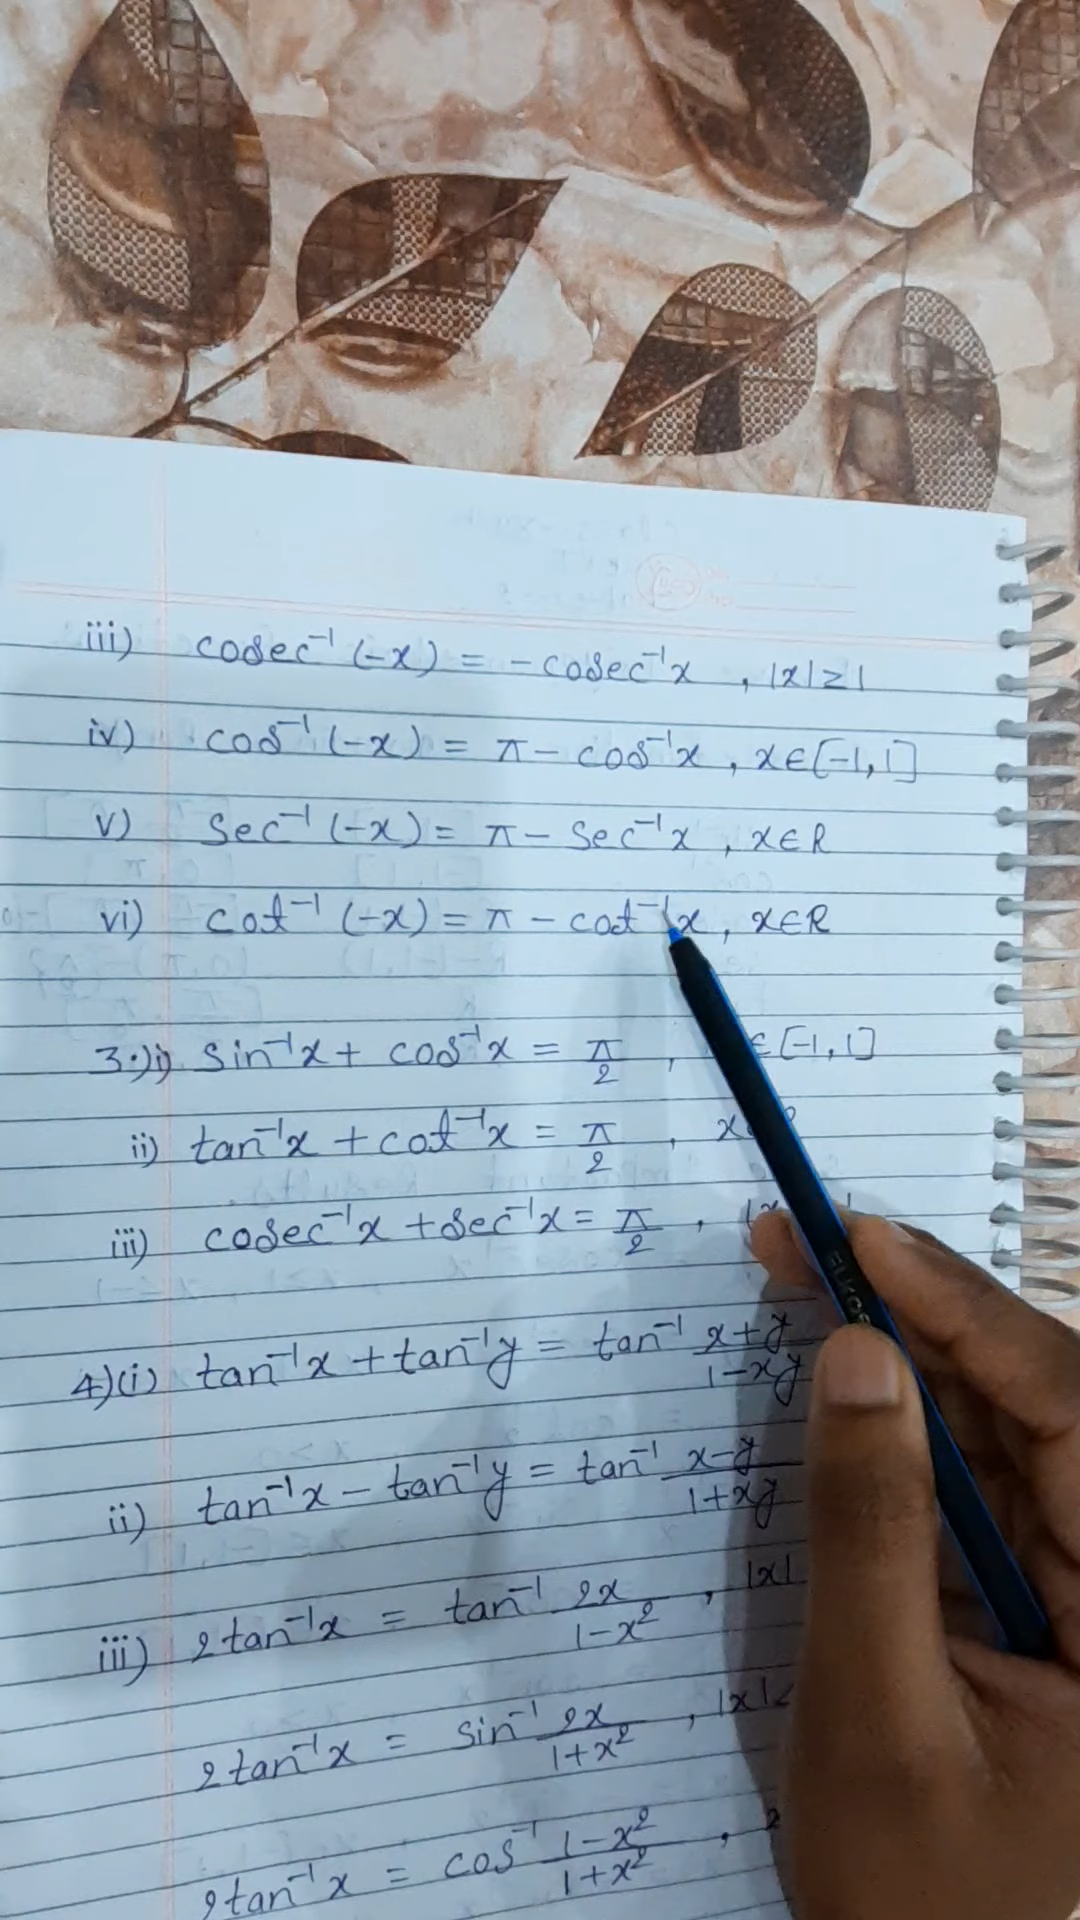 iii) cosec⁻¹(-x) = -cosec⁻¹x , |x| ≥ 1
iv) cos⁻¹(-x) = π - cos⁻¹x , x∈[-1, 1]
v) sec⁻¹(-x) = π - sec⁻¹x , x∈R
vi) cot⁻¹(-x) = π - cot⁻¹x, x∈R
3.)i) sin⁻¹x + cos⁻¹x = π/2 , ∈[-1, 1]
ii) tan⁻¹x + cot⁻¹x = π/2 , x
iii) cosec⁻¹x + sec⁻¹x = π/2 ,
4)(i) tan⁻¹x + tan⁻¹y = tan⁻¹ x+y/1-xy
ii) tan⁻¹x - tan⁻¹y = tan⁻¹ x-y/1+xy
iii) 2tan⁻¹x = tan⁻¹ 2x/1-x² , |x|
2tan⁻¹x = sin⁻¹ 2x/1+x² , |x|
2tan⁻¹x = cos⁻¹ 1-x²/1+x² ,
ELKOS